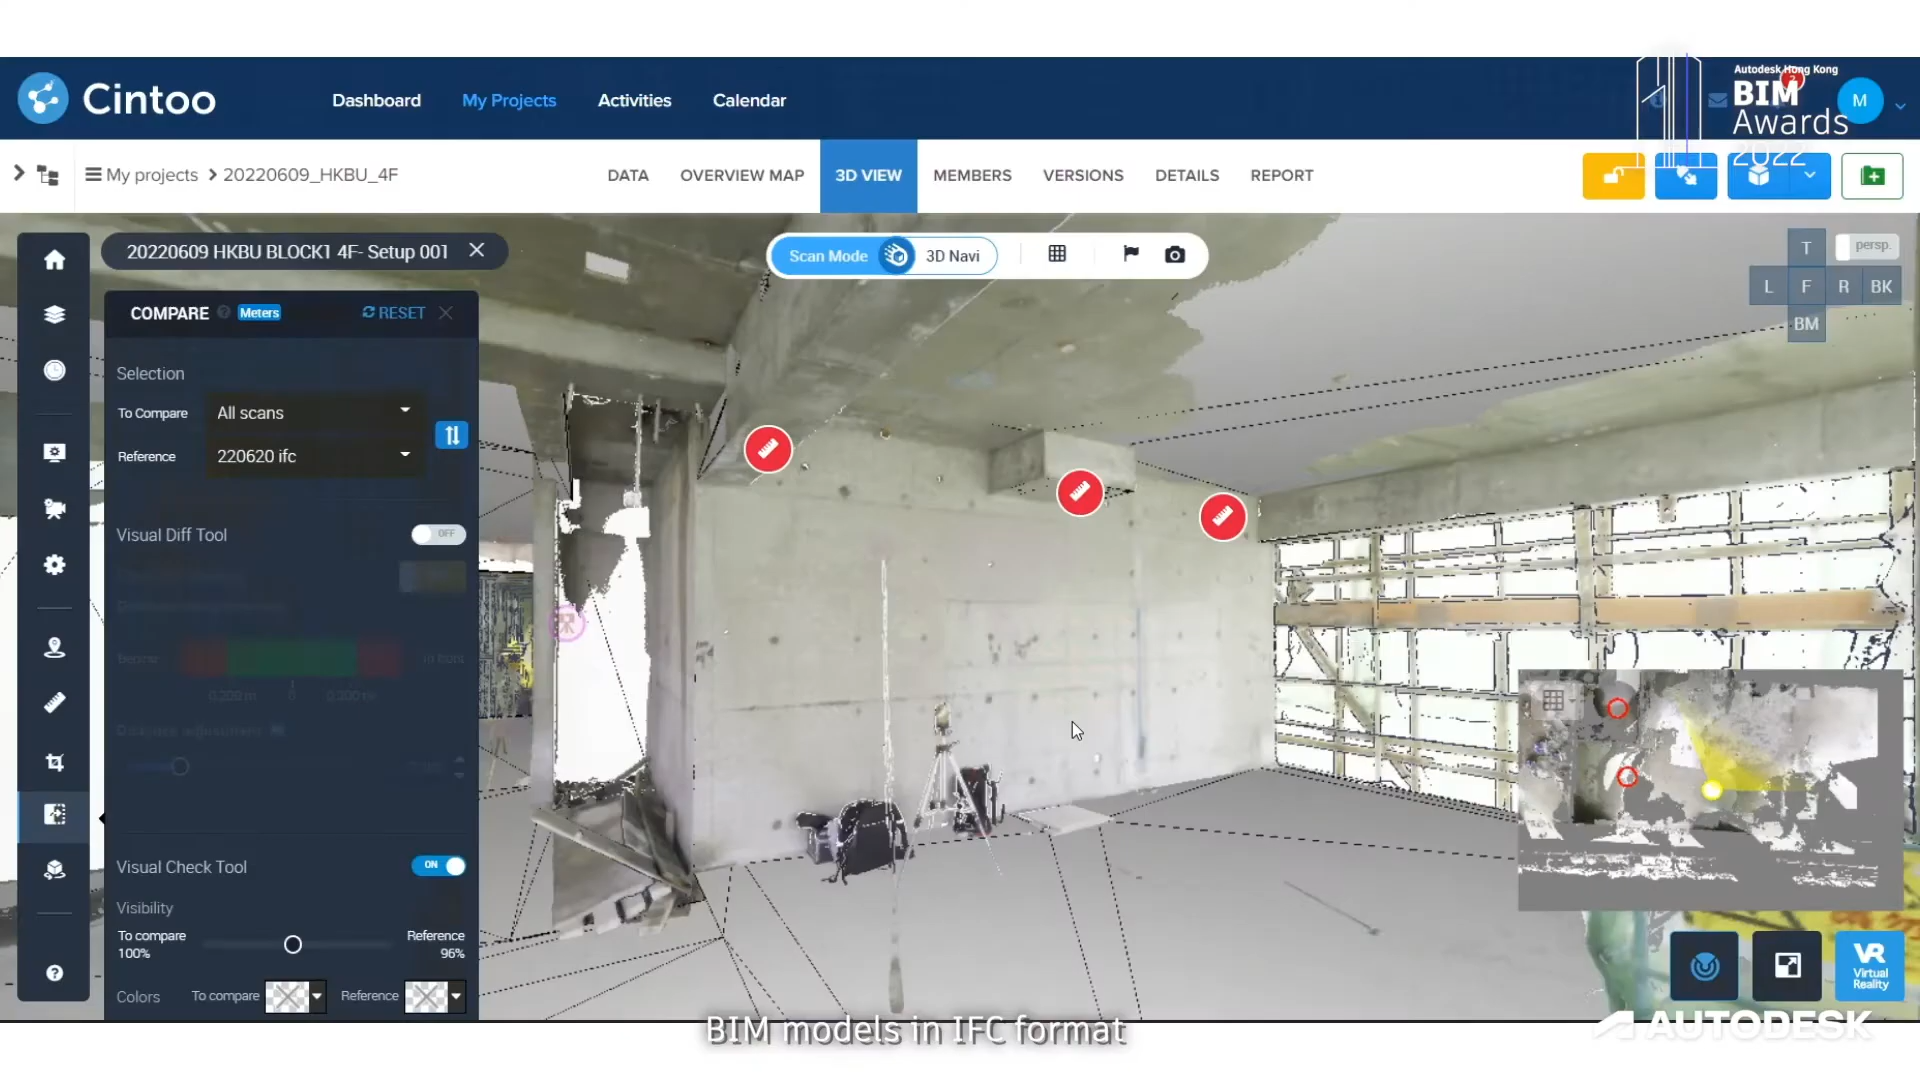 Cintoo
Dashboard
My Projects
Activities
Calendar
Autodesk Hong Kong
BIM
Awards
2022
2
M
My projects
20220609_HKBU_4F
DATA
OVERVIEW MAP
3D VIEW
MEMBERS
VERSIONS
DETAILS
REPORT
20220609 HKBU BLOCK1 4F- Setup 001
Scan Mode
3D Navi
T
persp.
L
F
R
BK
BM
COMPARE
Meters
RESET
Selection
To Compare
All scans
Reference
220620 ifc
Visual Diff Tool
OFF
Visual Check Tool
ON
Visibility
To compare
100%
Reference
96%
Colors
To compare
Reference
VR
Virtual
Reality
BIM models in IFC format
AUTODESK